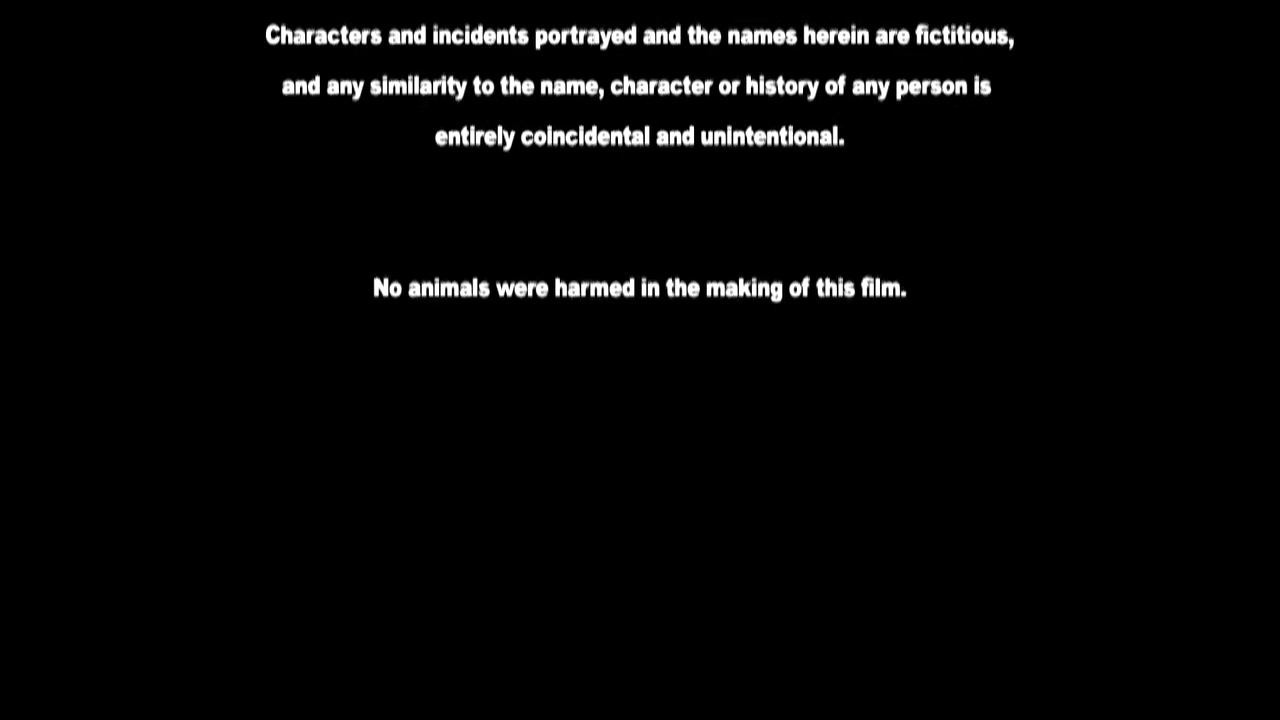 Characters and incidents portrayed and the names herein are fictitious,
and any similarity to the name, character or history of any person is
entirely coincidental and unintentional.
No animals were harmed in the making of this film.